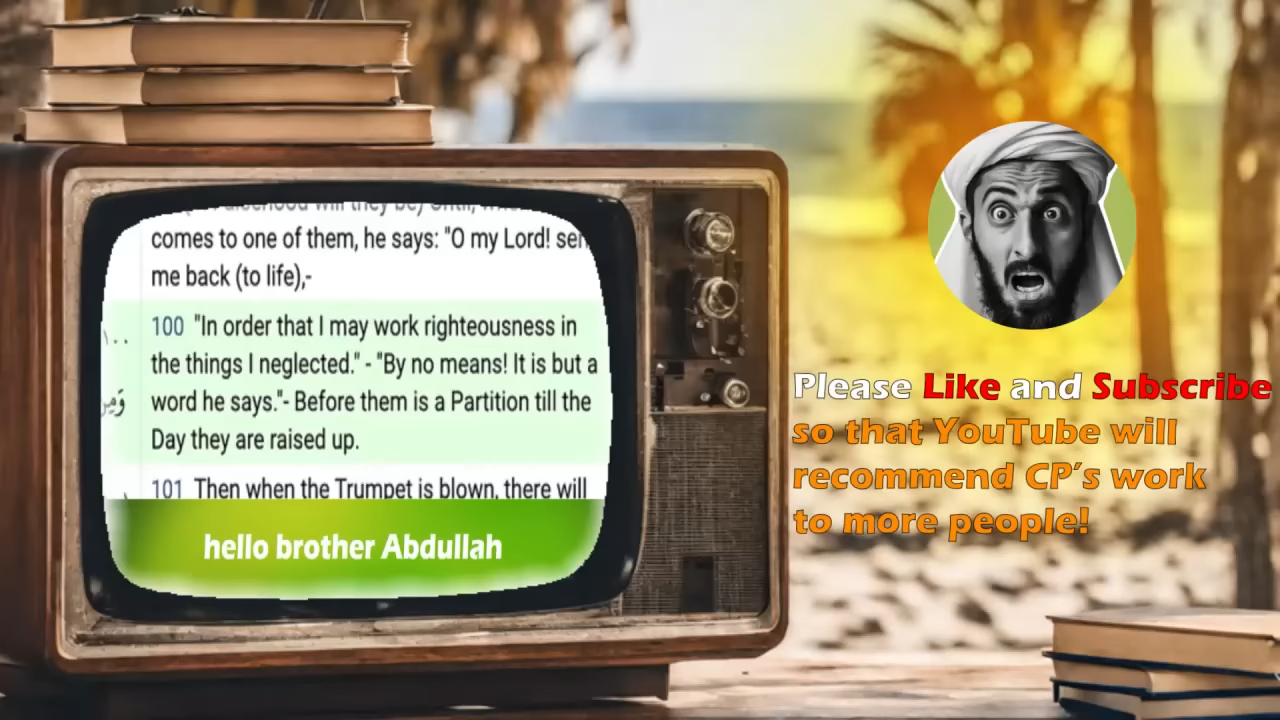 comes to one of them, he says: "O my Lord! sen
me back (to life),-
100 "In order that I may work righteousness in
the things I neglected." - "By no means! It is but a
word he says."- Before them is a Partition till the
Day they are raised up.
101 Then when the Trumpet is blown, there will
hello brother Abdullah
Please Like and Subscribe
so that YouTube will
recommend CP’s work
to more people!